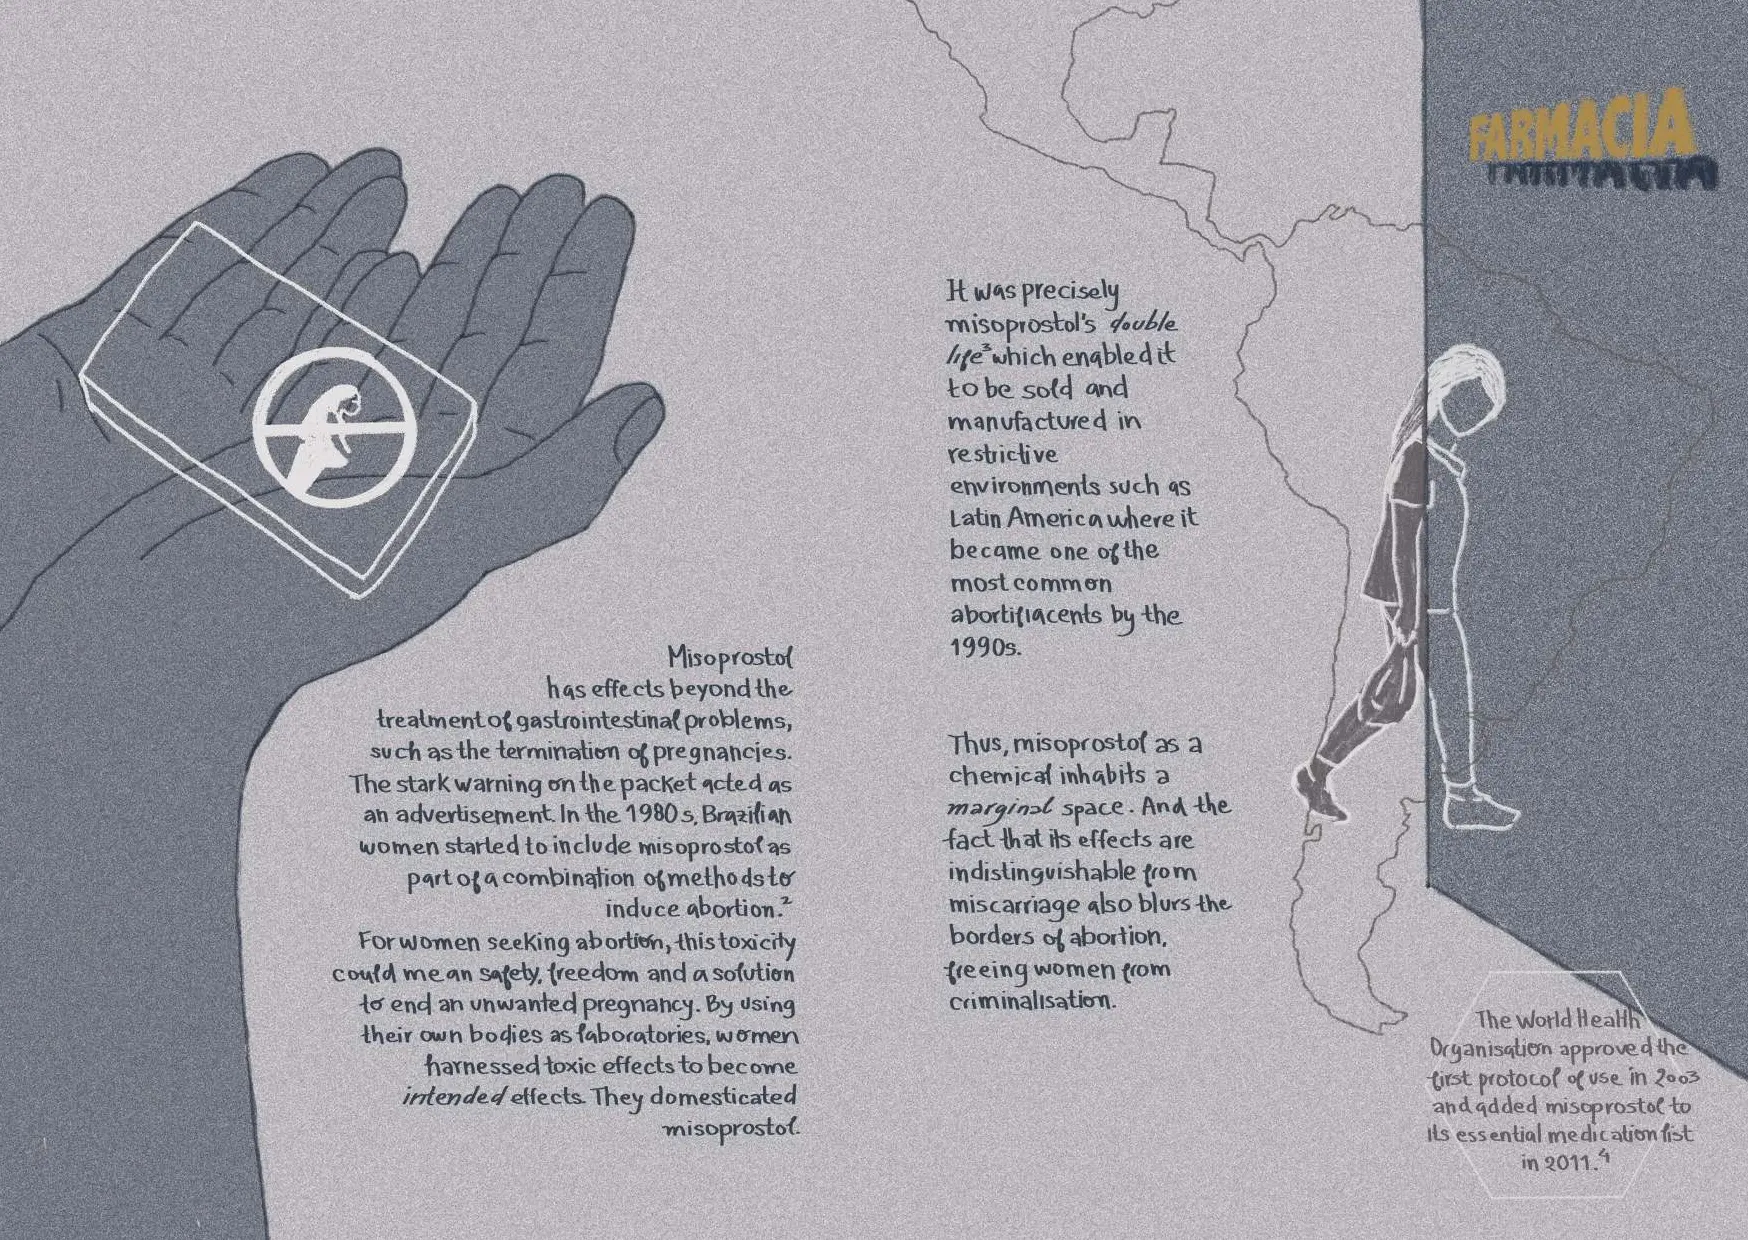 Misoprostol
has effects beyond the
treatment of gastrointestinal problems,
such as the termination of pregnancies.
The stark warning on the packet acted as
an advertisement. In the 1980s, Brazilian
women started to include misoprostol as
part of a combination of methods to
induce abortion.²
For women seeking abortion, this toxicity
could mean safety, freedom and a solution
to end an unwanted pregnancy. By using
their own bodies as laboratories, women
harnessed toxic effects to become
intended effects. They domesticated
misoprostol.
It was precisely
misoprostol's double
life³ which enabled it
to be sold and
manufactured in
restrictive
environments such as
Latin America where it
became one of the
most common
abortifiacents by the
1990s.
Thus, misoprostol as a
chemical inhabits a
marginal space. And the
fact that its effects are
indistinguishable from
miscarriage also blurs the
borders of abortion,
freeing women from
criminalisation.
FARMACIA
FARMACIA
The World Health
Organisation approved the
first protocol of use in 2003
and added misoprostol to
its essential medication list
in 2011.⁴